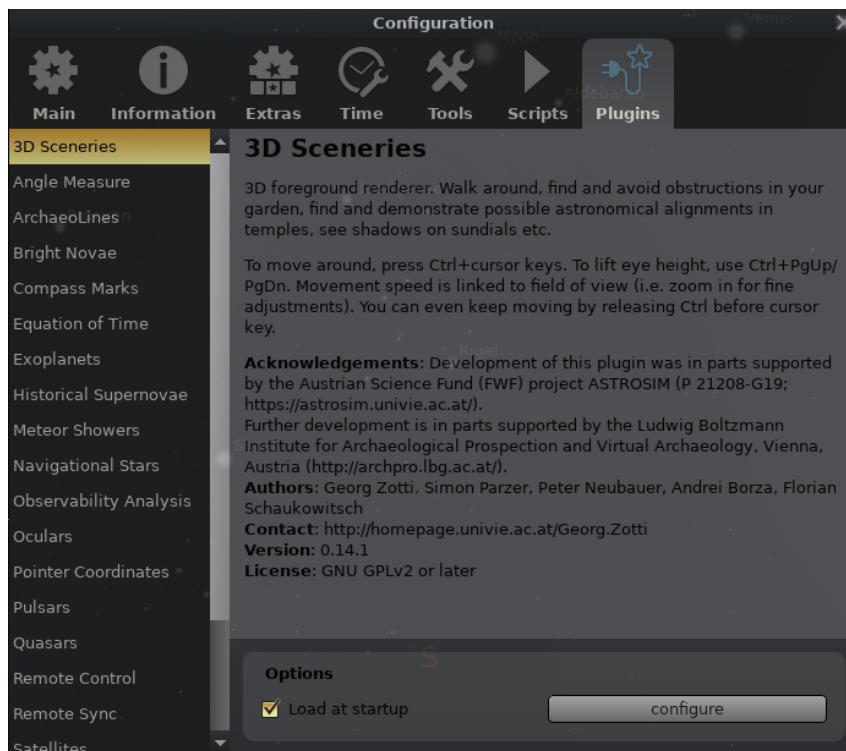 Configuration
Venus
Moon
Aldebaran
Main
Information
Extras
Time
Tools
Scripts
Plugins
3D Sceneries
Angle Measure
ArchaeoLines
Bright Novae
Compass Marks
Equation of Time
Exoplanets
Historical Supernovae
Meteor Showers
Navigational Stars
Observability Analysis
Oculars
Pointer Coordinates
Pulsars
Quasars
Remote Control
Remote Sync
Satellites
3D Sceneries
3D foreground renderer. Walk around, find and avoid obstructions in your
garden, find and demonstrate possible astronomical alignments in
temples, see shadows on sundials etc.
To move around, press Ctrl+cursor keys. To lift eye height, use Ctrl+PgUp/
PgDn. Movement speed is linked to field of view (i.e. zoom in for fine
adjustments). You can even keep moving by releasing Ctrl before cursor
key.
Rigel
Acknowledgements: Development of this plugin was in parts supported
by the Austrian Science Fund (FWF) project ASTROSIM (P 21208-G19;
https://astrosim.univie.ac.at/).
Further development is in parts supported by the Ludwig Boltzmann
Institute for Archaeological Prospection and Virtual Archaeology, Vienna,
Austria (http://archpro.lbg.ac.at/).
Authors: Georg Zotti, Simon Parzer, Peter Neubauer, Andrei Borza, Florian
Schaukowitsch
Contact: http://homepage.univie.ac.at/Georg.Zotti
Version: 0.14.1
License: GNU GPLv2 or later
S
Options
Load at startup
configure